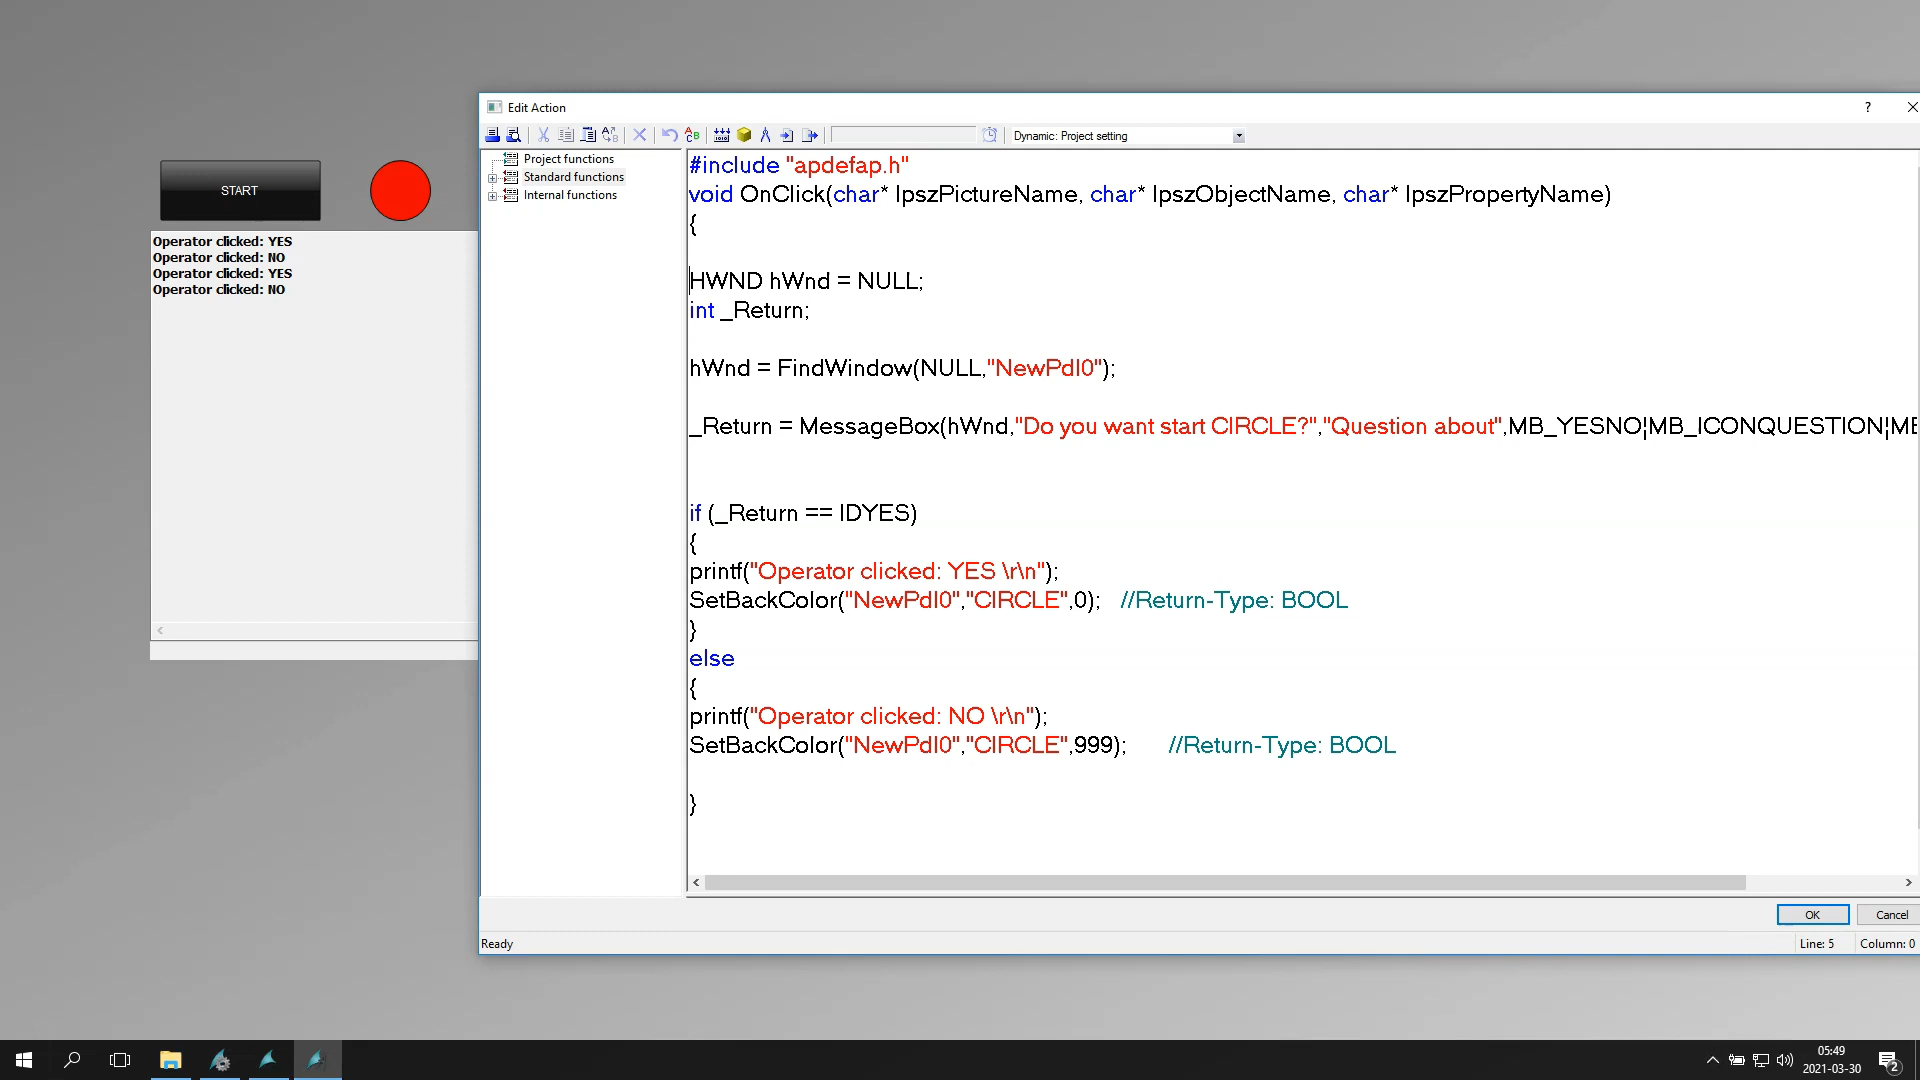 Edit Action
?
Dynamic: Project setting
Project functions
Standard functions
Internal functions
START
Operator clicked: YES
Operator clicked: NO
Operator clicked: YES
Operator clicked: NO
#include "apdefap.h"
void OnClick(char* lpszPictureName, char* lpszObjectName, char* lpszPropertyName)
{
HWND hWnd = NULL;
int _Return;
hWnd = FindWindow(NULL,"NewPdl0");
_Return = MessageBox(hWnd,"Do you want start CIRCLE?","Question about",MB_YESNO|MB_ICONQUESTION|ME
if (_Return == IDYES)
{
printf("Operator clicked: YES \r\n");
SetBackColor("NewPdl0","CIRCLE",0); //Return-Type: BOOL
}
else
{
printf("Operator clicked: NO \r\n");
SetBackColor("NewPdl0","CIRCLE",999); //Return-Type: BOOL
}
OK
Cancel
Ready
Line: 5
Column: 0
05:49
2021-03-30
2